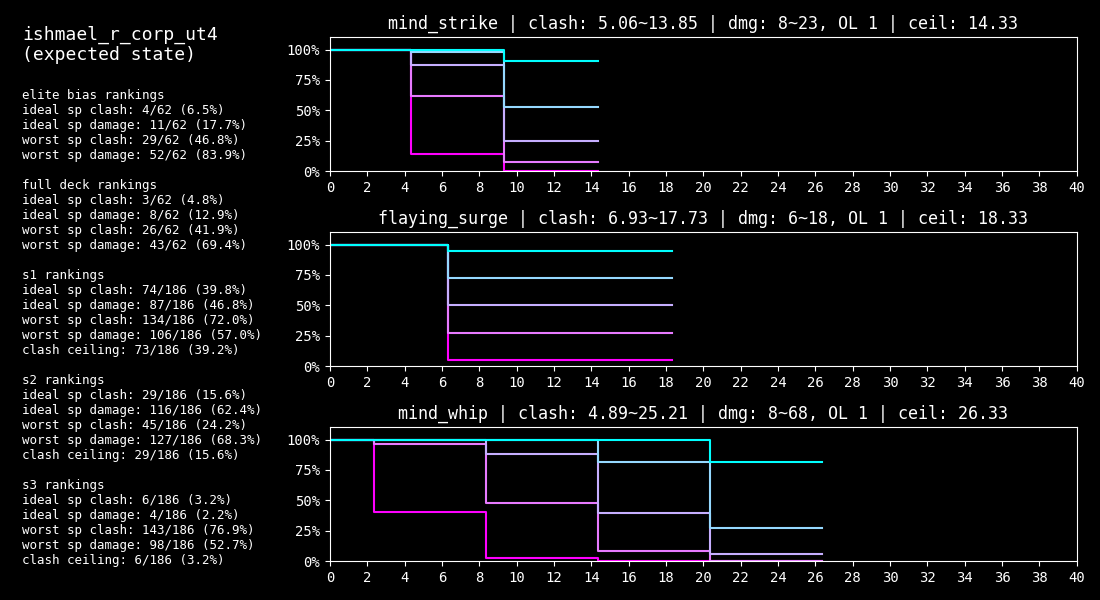 ishmael_r_corp_ut4
(expected state)
elite bias rankings
ideal sp clash: 4/62 (6.5%)
ideal sp damage: 11/62 (17.7%)
worst sp clash: 29/62 (46.8%)
worst sp damage: 52/62 (83.9%)
full deck rankings
ideal sp clash: 3/62 (4.8%)
ideal sp damage: 8/62 (12.9%)
worst sp clash: 26/62 (41.9%)
worst sp damage: 43/62 (69.4%)
s1 rankings
ideal sp clash: 74/186 (39.8%)
ideal sp damage: 87/186 (46.8%)
worst sp clash: 134/186 (72.0%)
worst sp damage: 106/186 (57.0%)
clash ceiling: 73/186 (39.2%)
s2 rankings
ideal sp clash: 29/186 (15.6%)
ideal sp damage: 116/186 (62.4%)
worst sp clash: 45/186 (24.2%)
worst sp damage: 127/186 (68.3%)
clash ceiling: 29/186 (15.6%)
s3 rankings
ideal sp clash: 6/186 (3.2%)
ideal sp damage: 4/186 (2.2%)
worst sp clash: 143/186 (76.9%)
worst sp damage: 98/186 (52.7%)
clash ceiling: 6/186 (3.2%)
mind_strike | clash: 5.06~13.85 | dmg: 8~23, OL 1 | ceil: 14.33
100%
75%
50%
25%
0%
0 2 4 6 8 10 12 14 16 18 20 22 24 26 28 30 32 34 36 38 40
flaying_surge | clash: 6.93~17.73 | dmg: 6~18, OL 1 | ceil: 18.33
100%
75%
50%
25%
0%
0 2 4 6 8 10 12 14 16 18 20 22 24 26 28 30 32 34 36 38 40
mind_whip | clash: 4.89~25.21 | dmg: 8~68, OL 1 | ceil: 26.33
100%
75%
50%
25%
0%
0 2 4 6 8 10 12 14 16 18 20 22 24 26 28 30 32 34 36 38 40